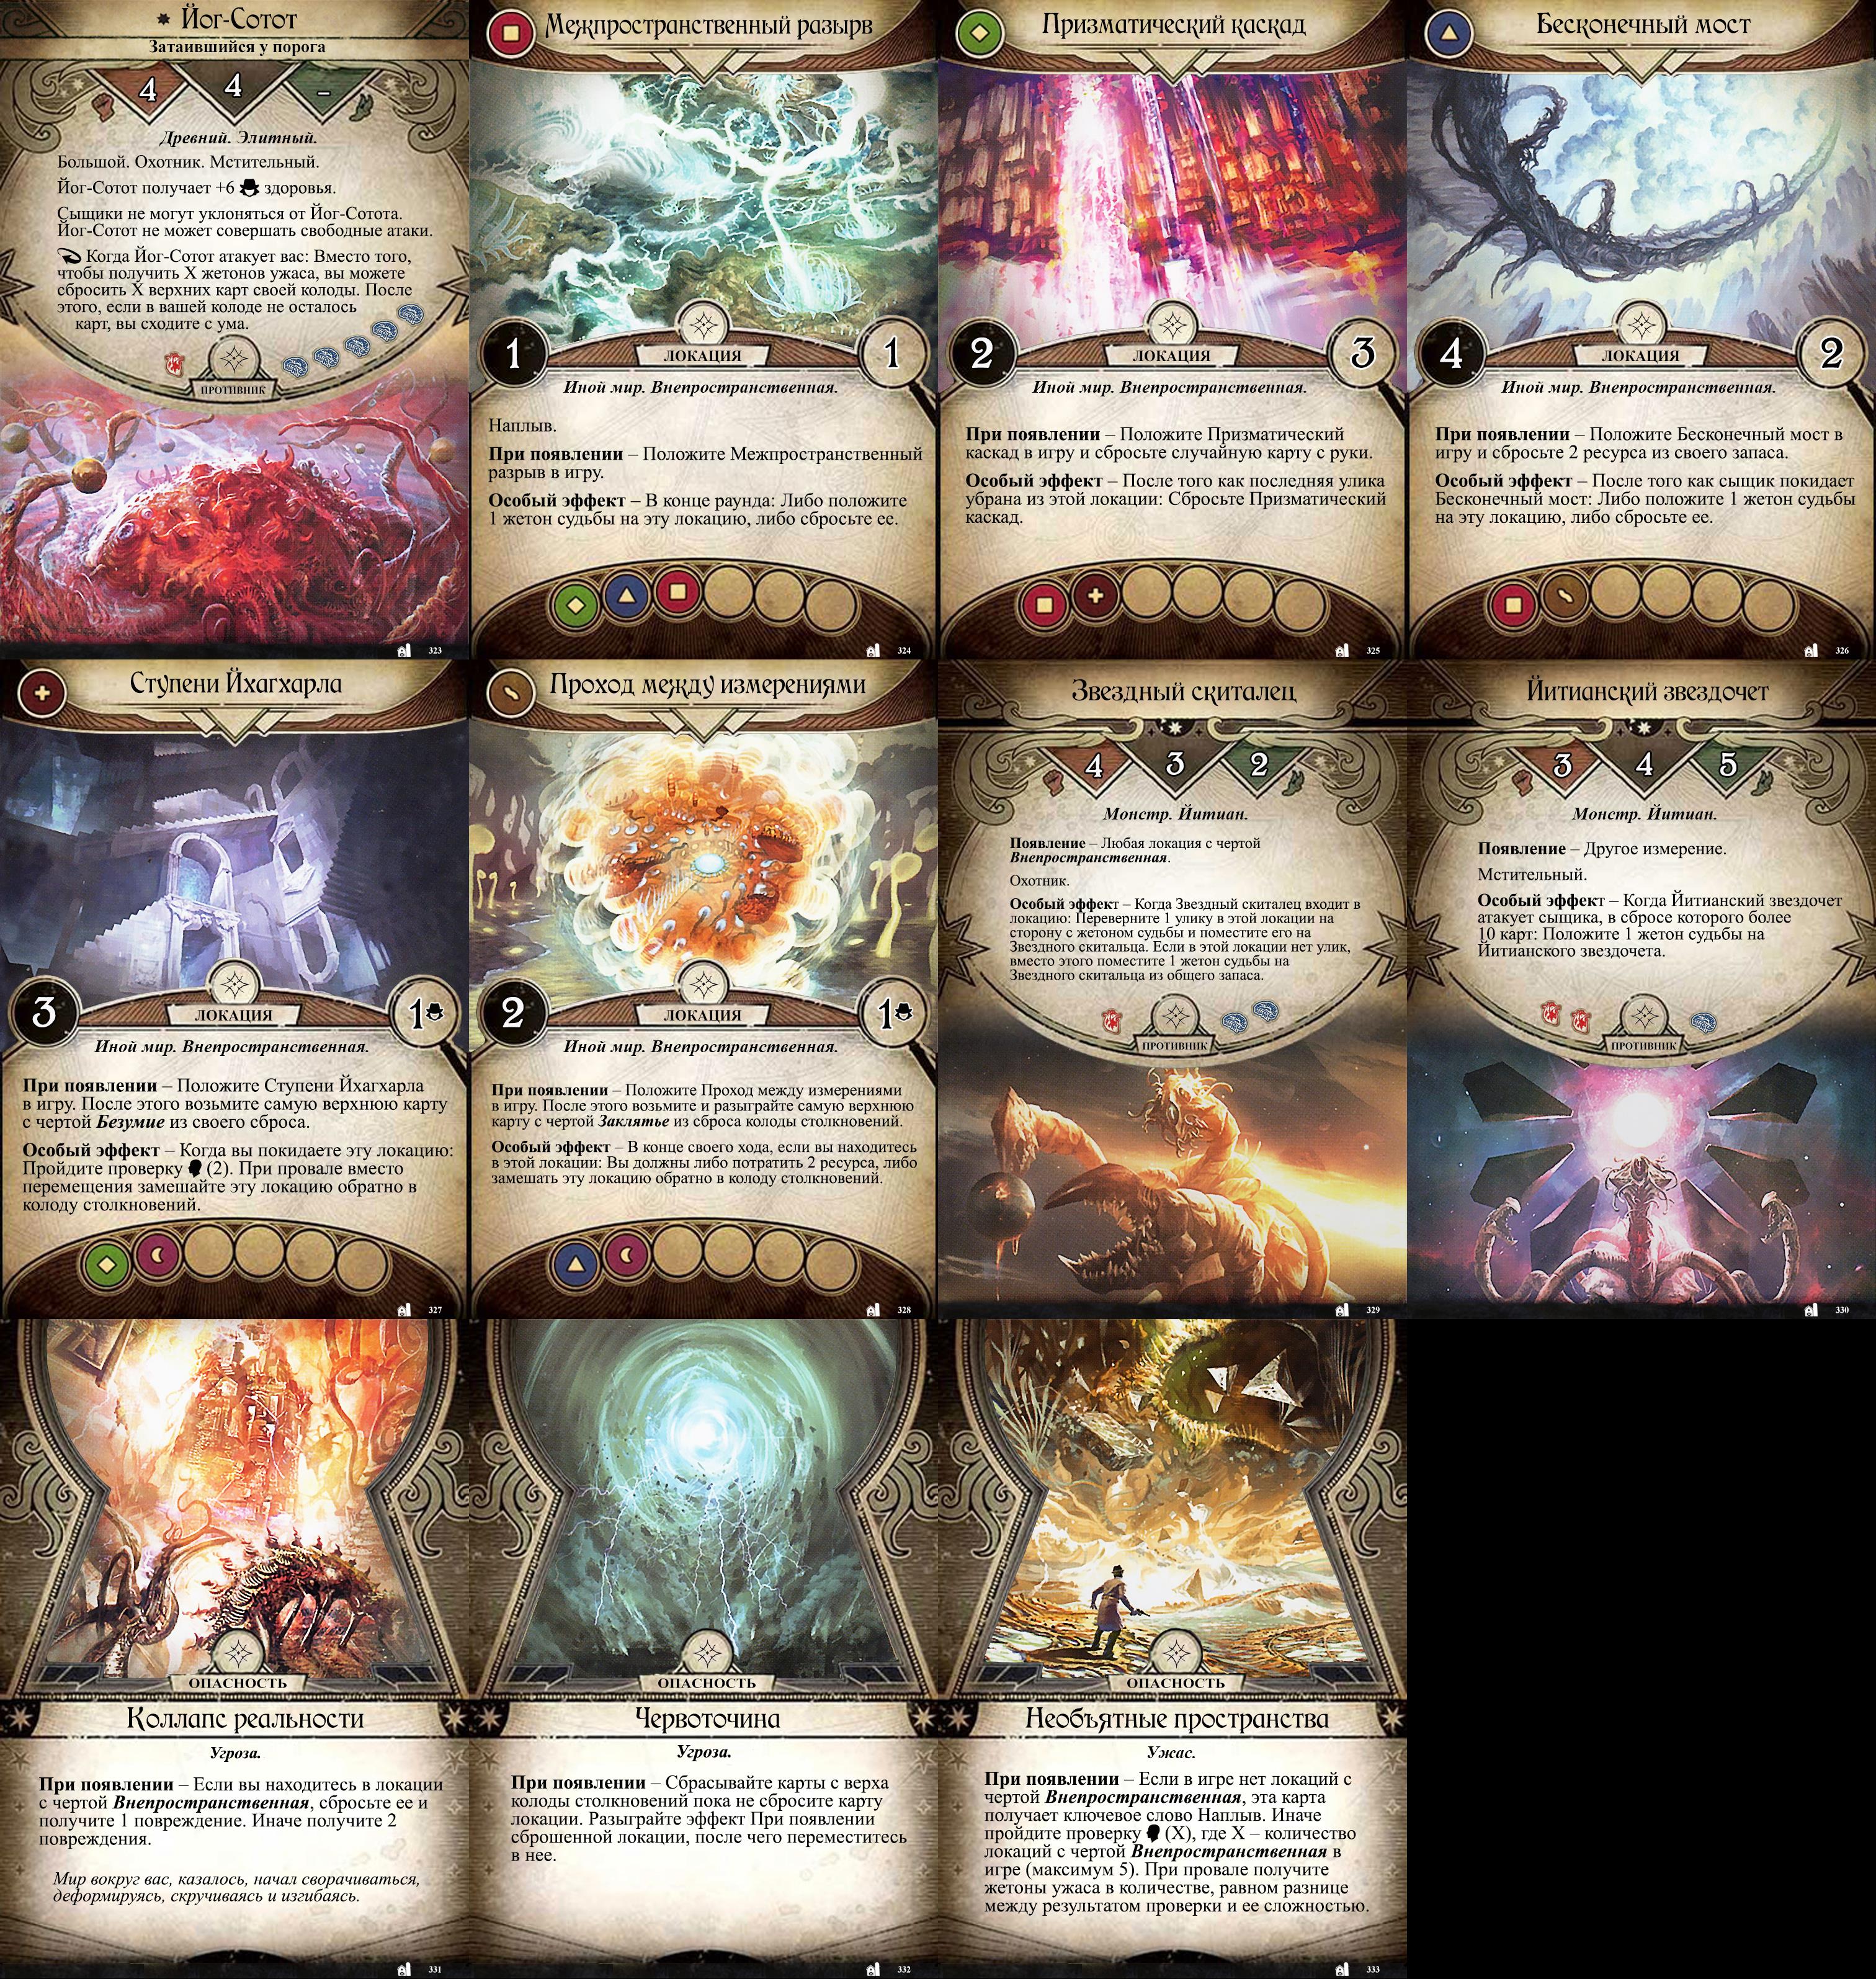 Йог-Сотот
Затаившийся у порога
4
4
–
Древний. Элитный.
Большой. Охотник. Мстительный.
Йог-Сотот получает +6 здоровья.
Сыщики не могут уклоняться от Йог-Сотота.
Йог-Сотот не может совершать свободные атаки.
Когда Йог-Сотот атакует вас: Вместо того,
чтобы получить X жетонов ужаса, вы можете
сбросить X верхних карт своей колоды. После
этого, если в вашей колоде не осталось
карт, вы сходите с ума.
ПРОТИВНИК
323
Межпространственный разырв
1
ЛОКАЦИЯ
1
Иной мир. Внепространственная.
Наплыв.
При появлении – Положите Межпространственный
разрыв в игру.
Особый эффект – В конце раунда: Либо положите
1 жетон судьбы на эту локацию, либо сбросьте ее.
324
Призматический каскад
2
ЛОКАЦИЯ
3
Иной мир. Внепространственная.
При появлении – Положите Призматический
каскад в игру и сбросьте случайную карту с руки.
Особый эффект – После того как последняя улика
убрана из этой локации: Сбросьте Призматический
каскад.
325
Бесконечный мост
4
ЛОКАЦИЯ
2
Иной мир. Внепространственная.
При появлении – Положите Бесконечный мост в
игру и сбросьте 2 ресурса из своего запаса.
Особый эффект – После того как сыщик покидает
Бесконечный мост: Либо положите 1 жетон судьбы
на эту локацию, либо сбросьте ее.
326
Ступени Йхагхарла
3
ЛОКАЦИЯ
1
Иной мир. Внепространственная.
При появлении – Положите Ступени Йхагхарла
в игру. После этого возьмите самую верхнюю карту
с чертой Безумие из своего сброса.
Особый эффект – Когда вы покидаете эту локацию:
Пройдите проверку (2). При провале вместо
перемещения замешайте эту локацию обратно в
колоду столкновений.
327
Проход между измерениями
2
ЛОКАЦИЯ
1
Иной мир. Внепространственная.
При появлении – Положите Проход между измерениями
в игру. После этого возьмите и разыграйте самую верхнюю
карту с чертой Заклятье из сброса колоды столкновений.
Особый эффект – В конце своего хода, если вы находитесь
в этой локации: Вы должны либо потратить 2 ресурса, либо
замешать эту локацию обратно в колоду столкновений.
328
Звездный скиталец
4
3
2
Монстр. Йитиан.
Появление – Любая локация с чертой
Внепространственная.
Охотник.
Особый эффект – Когда Звездный скиталец входит в
локацию: Переверните 1 улику в этой локации на
сторону с жетоном судьбы и поместите его на
Звездного скитальца. Если в этой локации нет улик,
вместо этого поместите 1 жетон судьбы на
Звездного скитальца из общего запаса.
ПРОТИВНИК
329
Йитианский звездочет
3
4
5
Монстр. Йитиан.
Появление – Другое измерение.
Мстительный.
Особый эффект – Когда Йитианский звездочет
атакует сыщика, в сбросе которого более
10 карт: Положите 1 жетон судьбы на
Йитианского звездочета.
ПРОТИВНИК
330
ОПАСНОСТЬ
Коллапс реальности
Угроза.
При появлении – Если вы находитесь в локации
с чертой Внепространственная, сбросьте ее и
получите 1 повреждение. Иначе получите 2
повреждения.
Мир вокруг вас, казалось, начал сворачиваться,
деформируясь, скручиваясь и изгибаясь.
331
ОПАСНОСТЬ
Червоточина
Угроза.
При появлении – Сбрасывайте карты с верха
колоды столкновений пока не сбросите карту
локации. Разыграйте эффект При появлении
сброшенной локации, после чего переместитесь
в нее.
332
ОПАСНОСТЬ
Необъятные пространства
Ужас.
При появлении – Если в игре нет локаций с
чертой Внепространственная, эта карта
получает ключевое слово Наплыв. Иначе
пройдите проверку (X), где X – количество
локаций с чертой Внепространственная в
игре (максимум 5). При провале получите
жетоны ужаса в количестве, равном разнице
между результатом проверки и ее сложностью.
333